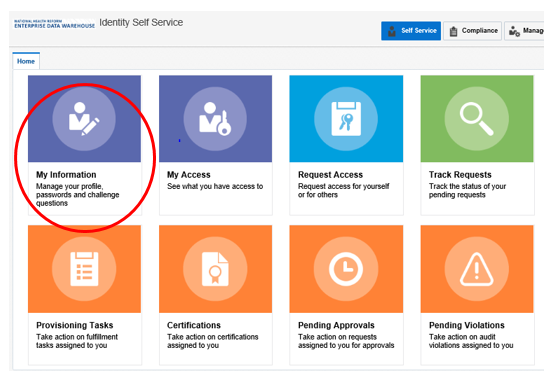 NATIONAL HEALTH REFORM
ENTERPRISE DATA WAREHOUSE Identity Self Service
Self Service Compliance Manage
Home
My Information My Access Request Access Track Requests
Manage your profile, See what you have access to Request access for yourself Track the status of your
passwords and challenge or for others pending requests
questions
Provisioning Tasks Certifications Pending Approvals Pending Violations
Take action on fulfillment Take action on certifications Take action on requests Take action on audit
tasks assigned to you assigned to you assigned to you for approvals violations assigned to you